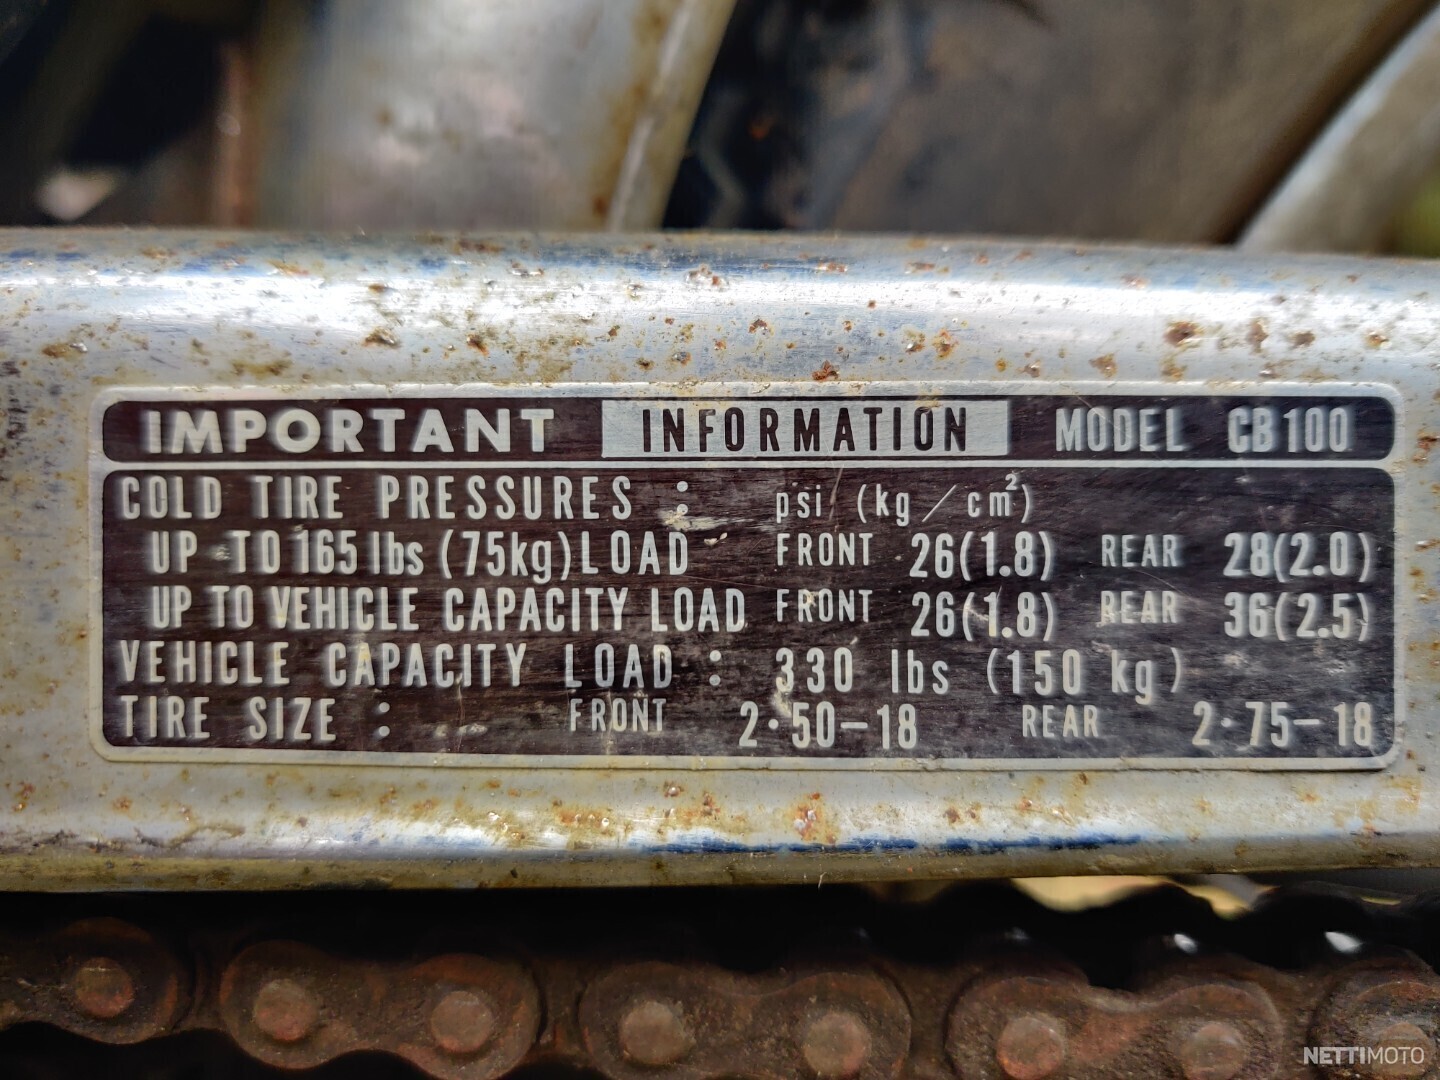 IMPORTANT INFORMATION MODEL CB100
COLD TIRE PRESSURES : psi (kg/cm²)
UP TO 165 lbs (75kg) LOAD FRONT 26(1.8) REAR 28(2.0)
UP TO VEHICLE CAPACITY LOAD FRONT 26(1.8) REAR 36(2.5)
VEHICLE CAPACITY LOAD : 330 lbs (150 kg)
TIRE SIZE : FRONT 2·50-18 REAR 2·75-18
NETTIMOTO